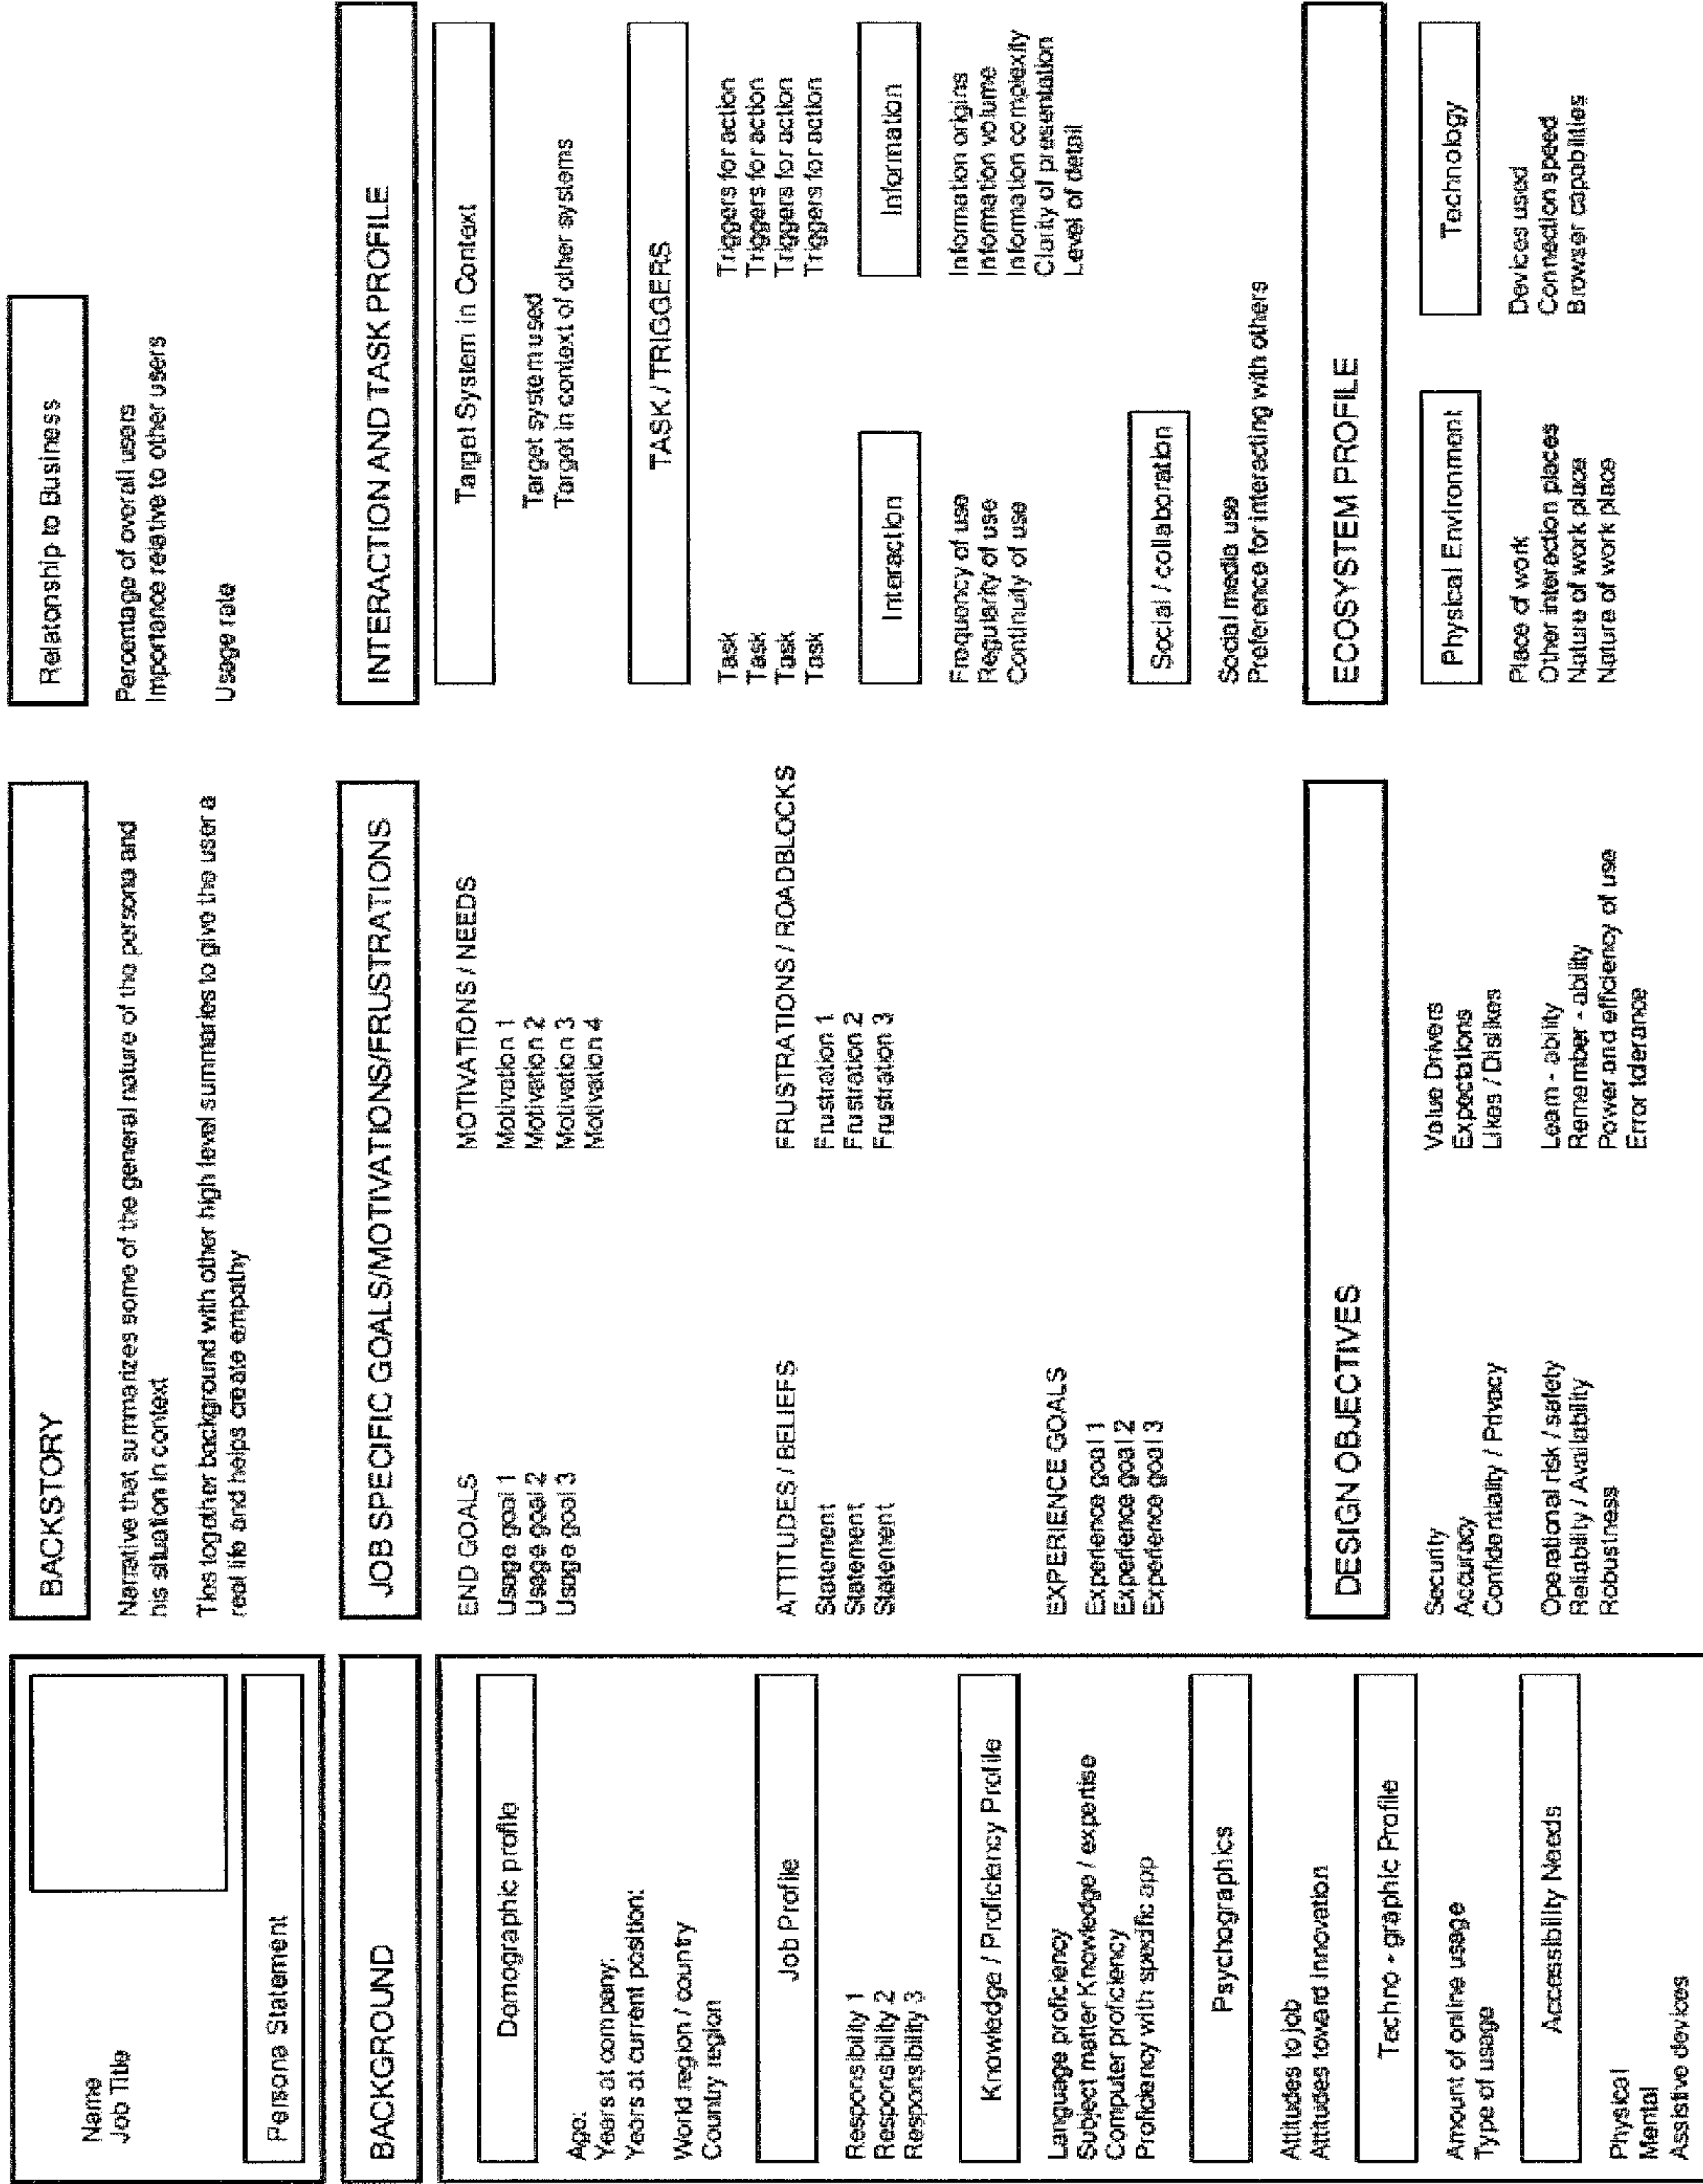 Name
Job Title
Persona Statement
BACKGROUND
Demographic profile
Age:
Years at company:
Years at current position:
World region / country
Country region
Job Profile
Responsibility 1
Responsibility 2
Responsibility 3
Knowledge / Proficiency Profile
Language proficiency
Subject matter Knowledge / expertise
Computer proficiency
Proficiency with specific app
Psychographics
Attitudes to job
Attitudes toward Innovation
Techno - graphic Profile
Amount of online usage
Type of usage
Accessibility Needs
Physical
Mental
Assistive devices
BACKSTORY
Narrative that summarizes some of the general nature of the persona and
his situation in context
Ties together background with other high level summaries to give the user a
real life and helps create empathy
JOB SPECIFIC GOALS/MOTIVATIONS/FRUSTRATIONS
END GOALS
Usage goal 1
Usage goal 2
Usage goal 3
MOTIVATIONS / NEEDS
Motivation 1
Motivation 2
Motivation 3
Motivation 4
ATTITUDES / BELIEFS
Statement
Statement
Statement
FRUSTRATIONS / ROADBLOCKS
Frustration 1
Frustration 2
Frustration 3
EXPERIENCE GOALS
Experience goal 1
Experience goal 2
Experience goal 3
DESIGN OBJECTIVES
Security
Accuracy
Confidentiality / Privacy
Operational risk / safety
Reliability / Availability
Robustness
Value Drivers
Expectations
Likes / Dislikes
Learn - ability
Remember - ability
Power and efficiency of use
Error tolerance
Relatonship to Business
Percentage of overall users
Importance relative to other users
Usage rate
INTERACTION AND TASK PROFILE
Target System in Context
Target system used
Target in context of other systems
TASK / TRIGGERS
Task
Task
Task
Task
Triggers for action
Triggers for action
Triggers for action
Triggers for action
Interaction
Frequency of use
Regularity of use
Continuity of use
Information
Information origins
Information volume
Information complexity
Clarity of presentation
Level of detail
Social / collaboration
Social media use
Preference for interacting with others
ECOSYSTEM PROFILE
Physical Environment
Place of work
Other interection places
Nature of work place
Nature of work place
Technology
Devices used
Connection speed
Browser capabilities